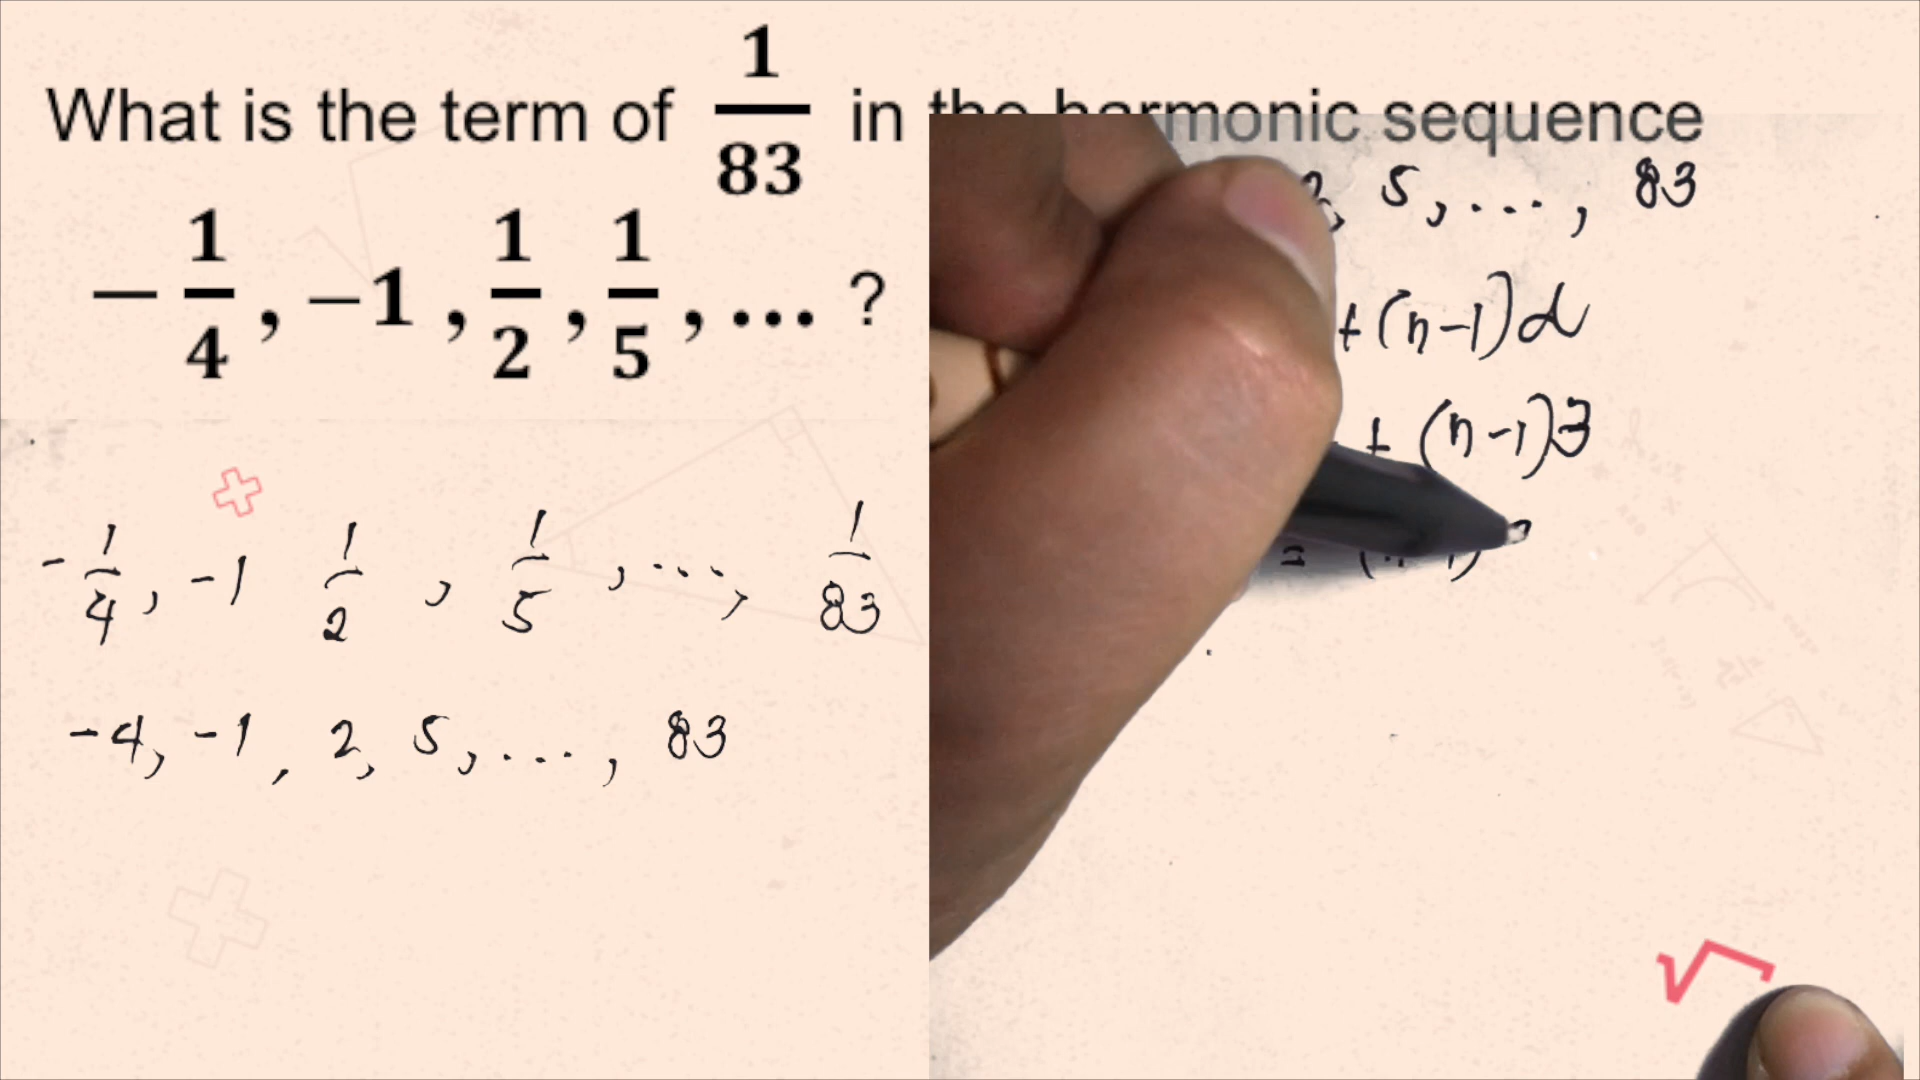 What is the term of 1/83 in the harmonic sequence
-1/4, -1, 1/2, 1/5, ... ?
-1/4, -1 1/2, 1/5, ..., 1/83
-4, -1, 2, 5, ..., 83
2, 5, ..., 83
+ (n-1)d
+ (n-1)3
=